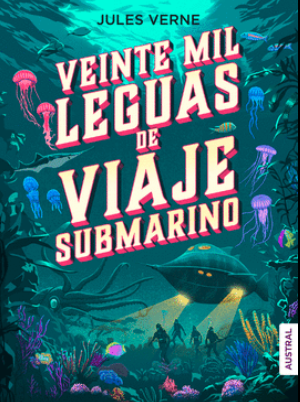 JULES VERNE
VEINTE MIL
LEGUAS
DE
VIAJE
SUBMARINO
AUSTRAL